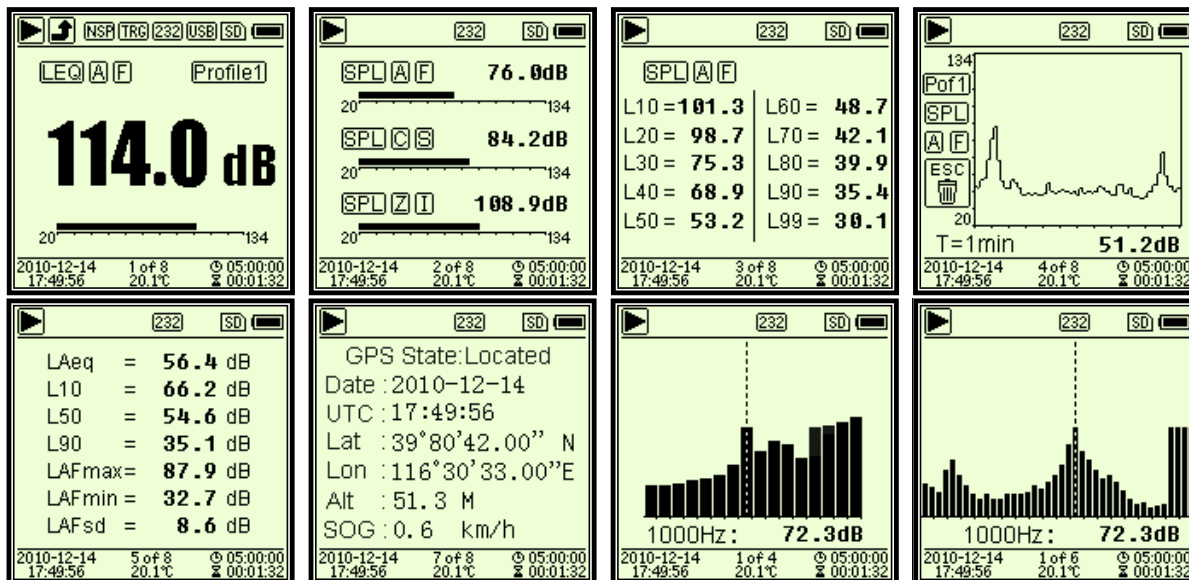 NSP TRG 232 USB SD
LEQ A F Profile1
114.0 dB
20 134
2010-12-14 1 of 8 05:00:00
17:49:56 20.1℃ 00:01:32
232 SD
SPL A F 76.0dB
20 134
SPL C S 84.2dB
20 134
SPL Z I 108.9dB
20 134
2010-12-14 2 of 8 05:00:00
17:49:56 20.1℃ 00:01:32
232 SD
SPL A F
L10 =101.3 L60 = 48.7
L20 = 98.7 L70 = 42.1
L30 = 75.3 L80 = 39.9
L40 = 68.9 L90 = 35.4
L50 = 53.2 L99 = 30.1
2010-12-14 3 of 8 05:00:00
17:49:56 20.1℃ 00:01:32
232 SD
134
Pof1
SPL
A F
ESC
20
T=1min 51.2dB
2010-12-14 4 of 8 05:00:00
17:49:56 20.1℃ 00:01:32
232 SD
LAeq = 56.4 dB
L10 = 66.2 dB
L50 = 54.6 dB
L90 = 35.1 dB
LAFmax= 87.9 dB
LAFmin = 32.7 dB
LAFsd = 8.6 dB
2010-12-14 5 of 8 05:00:00
17:49:56 20.1℃ 00:01:32
232 SD
GPS State:Located
Date :2010-12-14
UTC :17:49:56
Lat :39°80'42.00" N
Lon :116°30'33.00"E
Alt :51.3 M
SOG :0.6 km/h
2010-12-14 7 of 8 05:00:00
17:49:56 20.1℃ 00:01:32
232 SD
1000Hz: 72.3dB
2010-12-14 1 of 4 05:00:00
17:49:56 20.1℃ 00:01:32
232 SD
1000Hz: 72.3dB
2010-12-14 1 of 6 05:00:00
17:49:56 20.1℃ 00:01:32